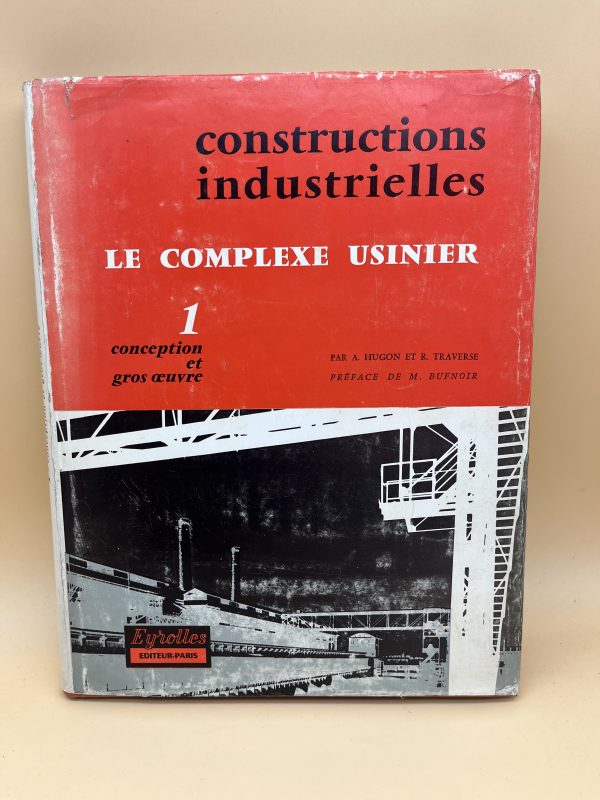 constructions
industrielles
LE COMPLEXE USINIER
1
conception
et
gros œuvre
PAR A. HUGON ET R. TRAVERSE
PRÉFACE DE M. BUFNOIR
Eyrolles
EDITEUR-PARIS